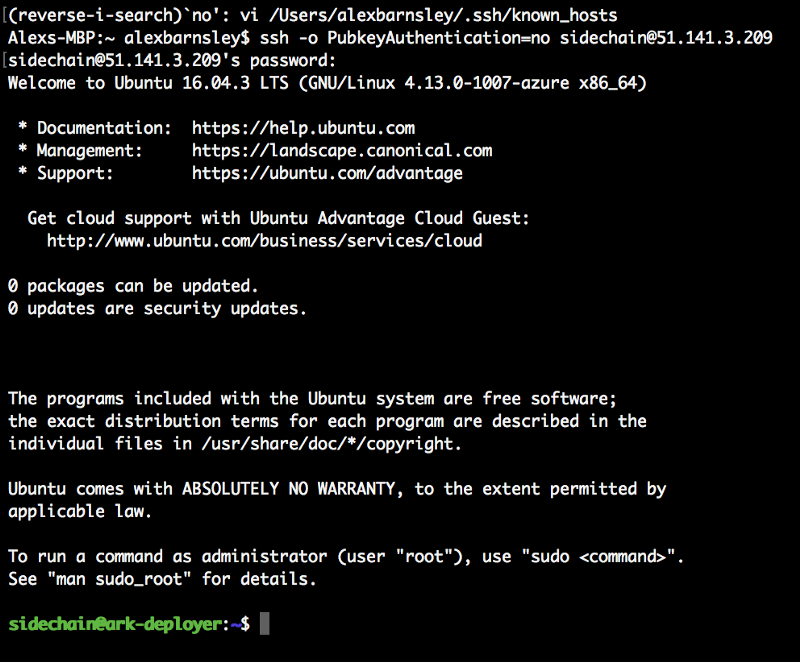 (reverse-i-search)`no': vi /Users/alexbarnsley/.ssh/known_hosts
Alexs-MBP:~ alexbarnsley$ ssh -o PubkeyAuthentication=no sidechain@51.141.3.209
sidechain@51.141.3.209's password:
Welcome to Ubuntu 16.04.3 LTS (GNU/Linux 4.13.0-1007-azure x86_64)
* Documentation: https://help.ubuntu.com
* Management: https://landscape.canonical.com
* Support: https://ubuntu.com/advantage
Get cloud support with Ubuntu Advantage Cloud Guest:
http://www.ubuntu.com/business/services/cloud
0 packages can be updated.
0 updates are security updates.
The programs included with the Ubuntu system are free software;
the exact distribution terms for each program are described in the
individual files in /usr/share/doc/*/copyright.
Ubuntu comes with ABSOLUTELY NO WARRANTY, to the extent permitted by
applicable law.
To run a command as administrator (user "root"), use "sudo <command>".
See "man sudo_root" for details.
sidechain@ark-deployer:~$